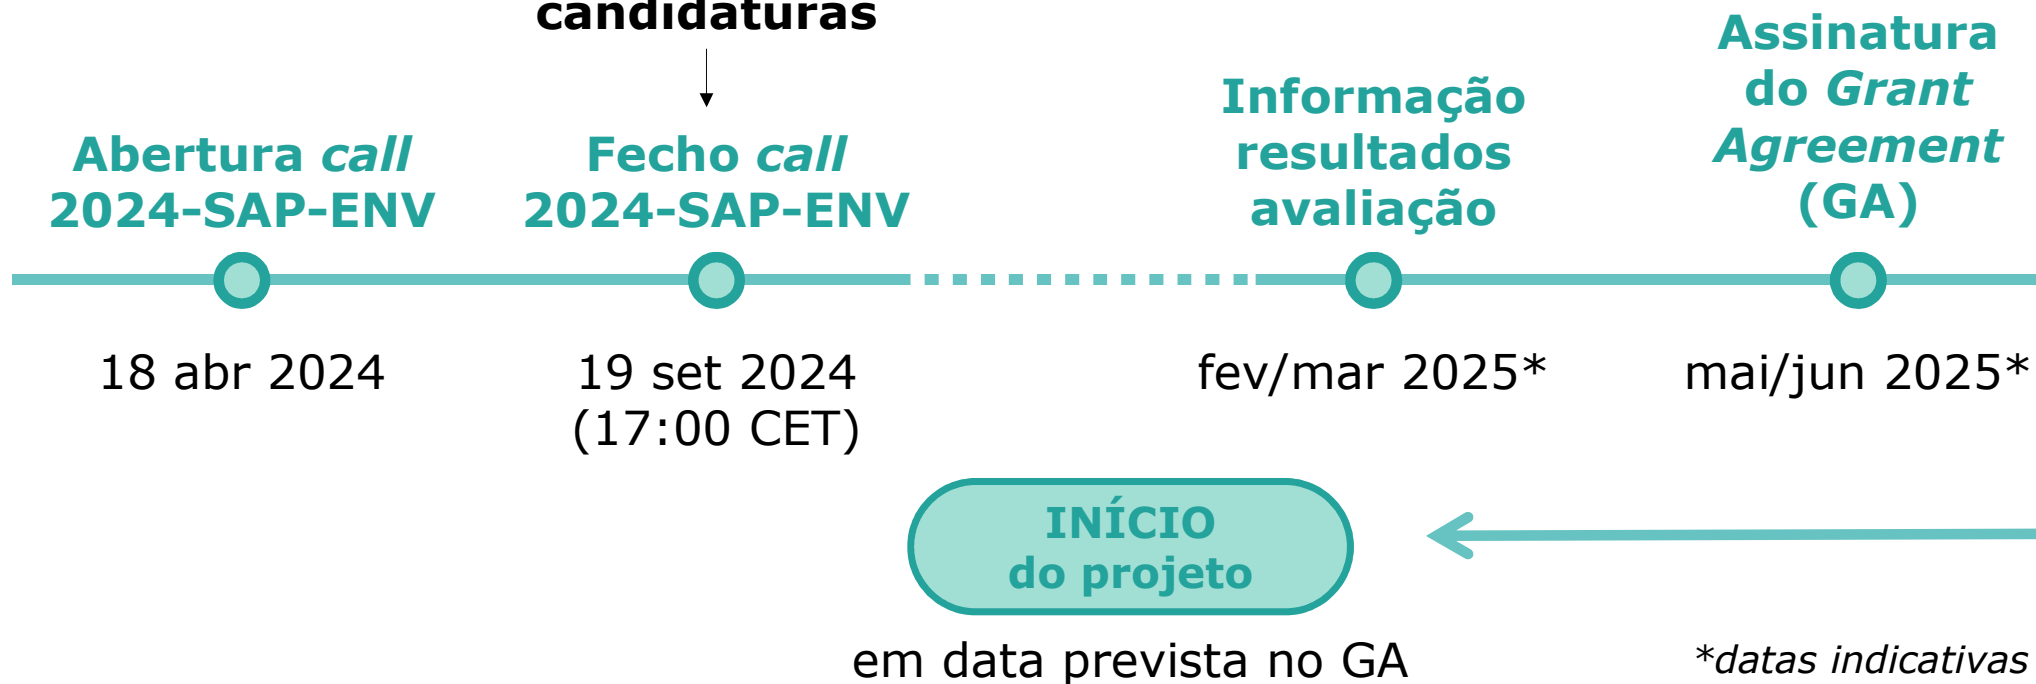 candidaturas
Abertura call
2024-SAP-ENV
Fecho call
2024-SAP-ENV
Informação
resultados
avaliação
Assinatura
do Grant
Agreement
(GA)
18 abr 2024
19 set 2024
(17:00 CET)
fev/mar 2025*
mai/jun 2025*
INÍCIO
do projeto
em data prevista no GA
*datas indicativas